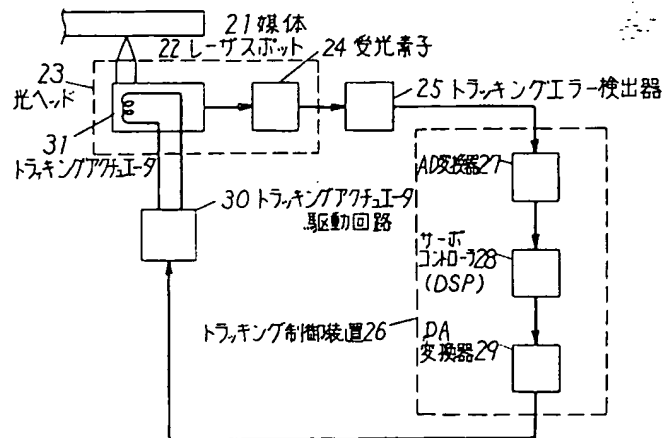 21媒体
22レーザスポット
24受光素子
23
光ヘッド
25トラッキングエラー検出器
31
トラッキングアクチュエータ
AD変換器27
30トラッキングアクチュエータ
駆動回路
サーボ
コントローラ28
(DSP)
トラッキング制御装置26
DA
変換器29